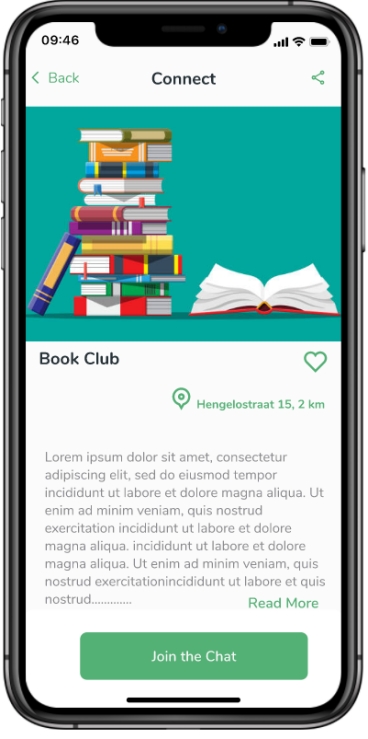 09:46
Back
Connect
Book Club
Hengelostraat 15, 2 km
Lorem ipsum dolor sit amet, consectetur
adipiscing elit, sed do eiusmod tempor
incididunt ut labore et dolore magna aliqua. Ut
enim ad minim veniam, quis nostrud
exercitation incididunt ut labore et dolore
magna aliqua. incididunt ut labore et dolore
magna aliqua. Ut enim ad minim veniam, quis
nostrud exercitationincididunt ut labore et quis
nostrud.............
Read More
Join the Chat